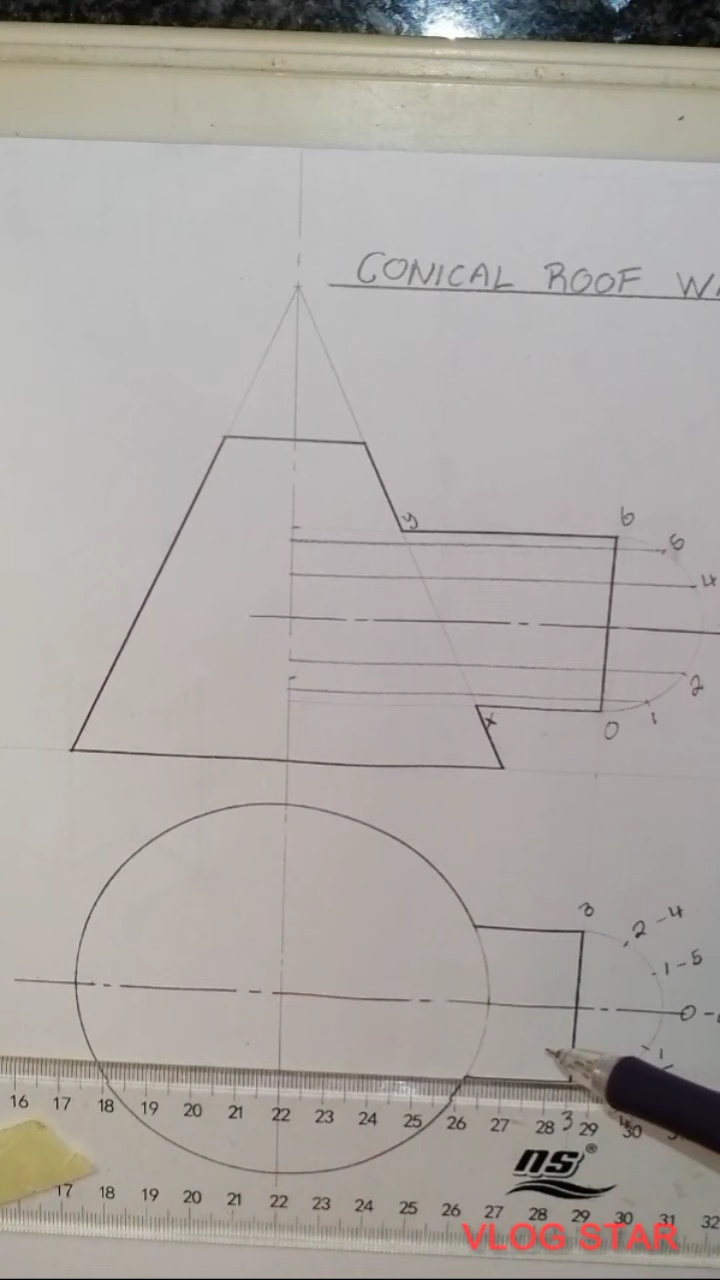 CONICAL ROOF
y
6
5
4
2
x
0
1
3
2 - 4
1 - 5
0 -
1
16 17 18 19 20 21 22 23 24 25 26 27 28 3 29 30
ns®
17 18 19 20 21 22 23 24 25 26 27 28 29 30 31 32
VLOG STAR